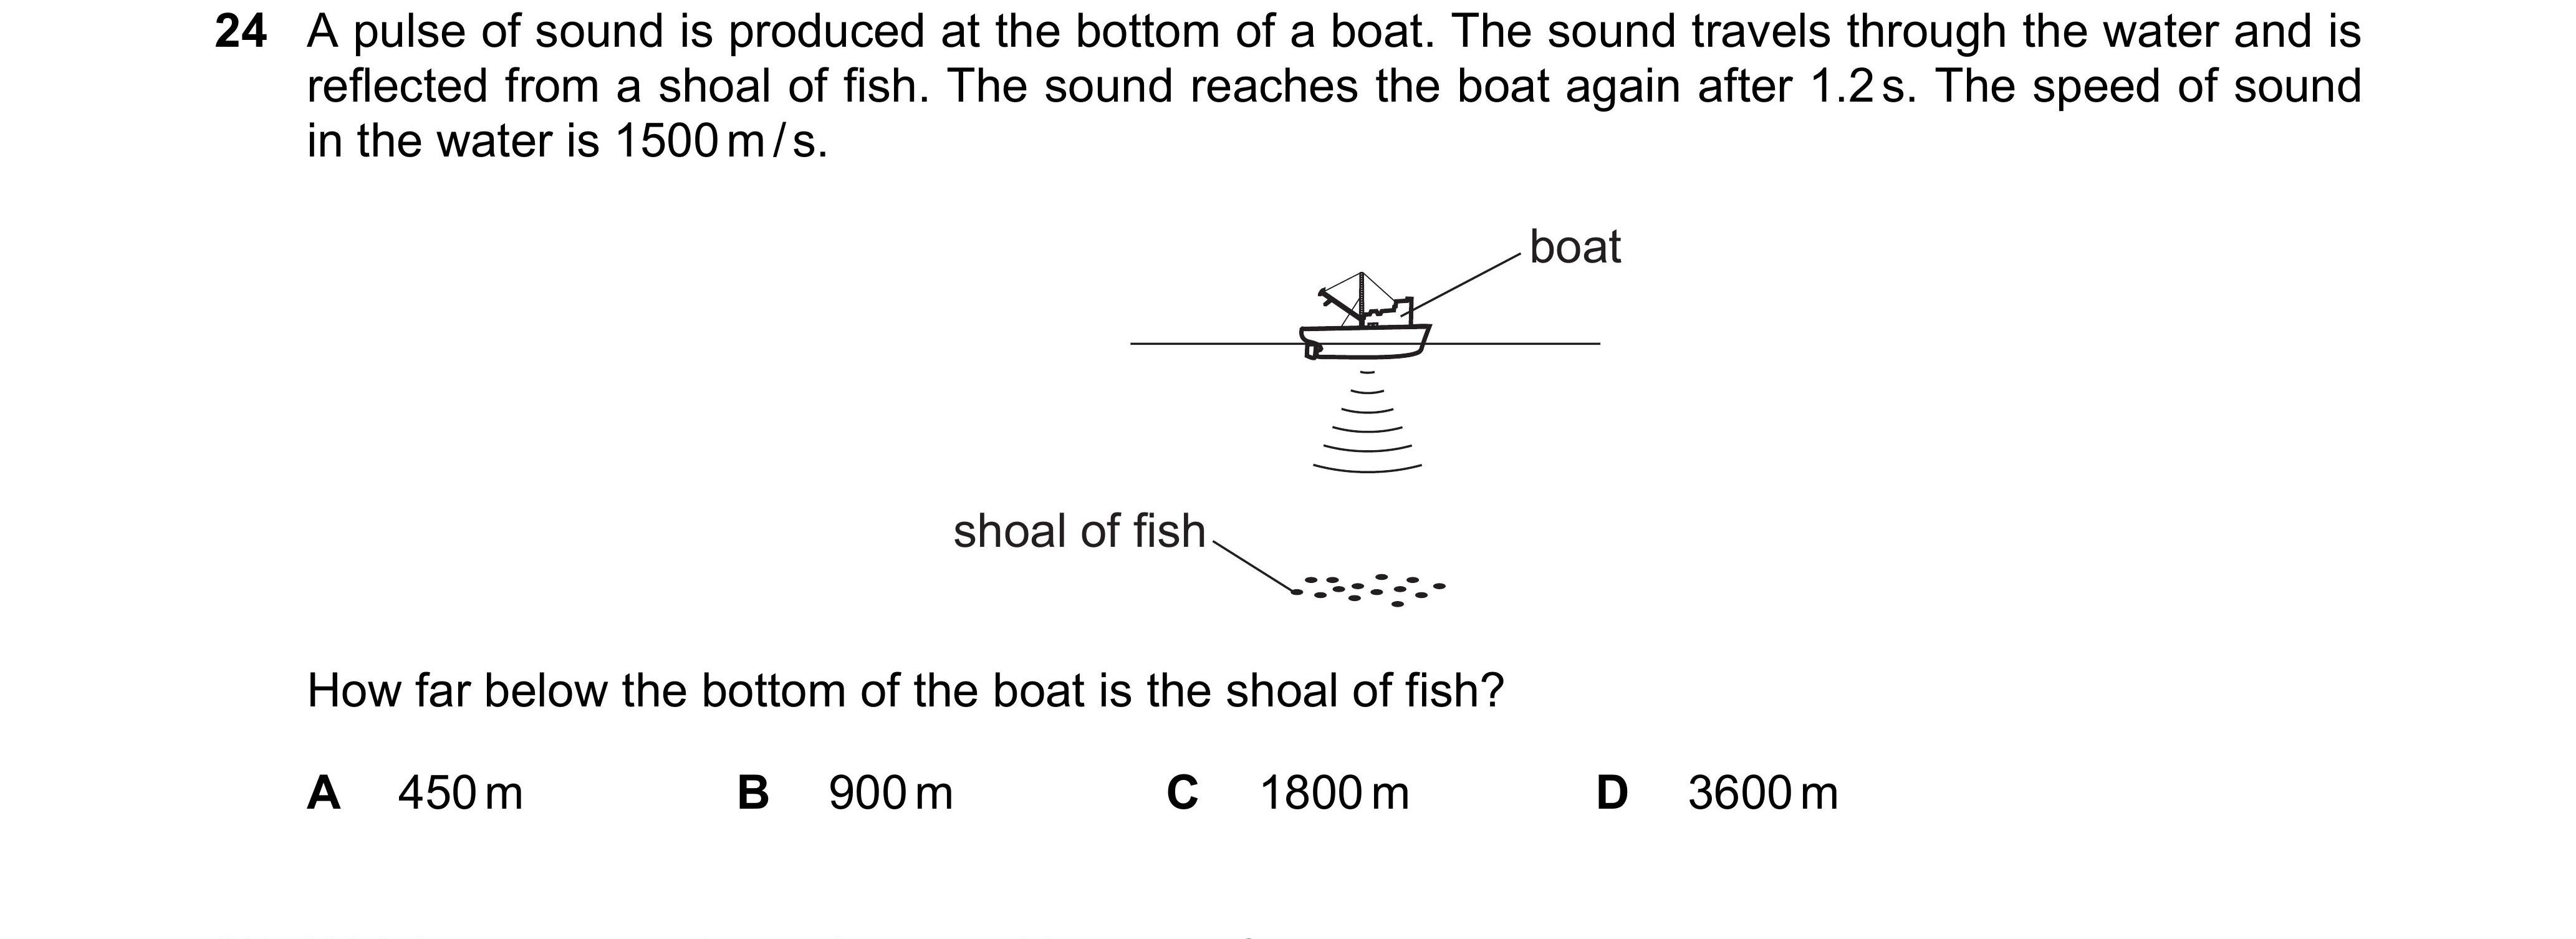 24 A pulse of sound is produced at the bottom of a boat. The sound travels through the water and is
reflected from a shoal of fish. The sound reaches the boat again after 1.2 s. The speed of sound
in the water is 1500 m / s.
boat
shoal of fish
How far below the bottom of the boat is the shoal of fish?
A 450 m B 900 m C 1800 m D 3600 m